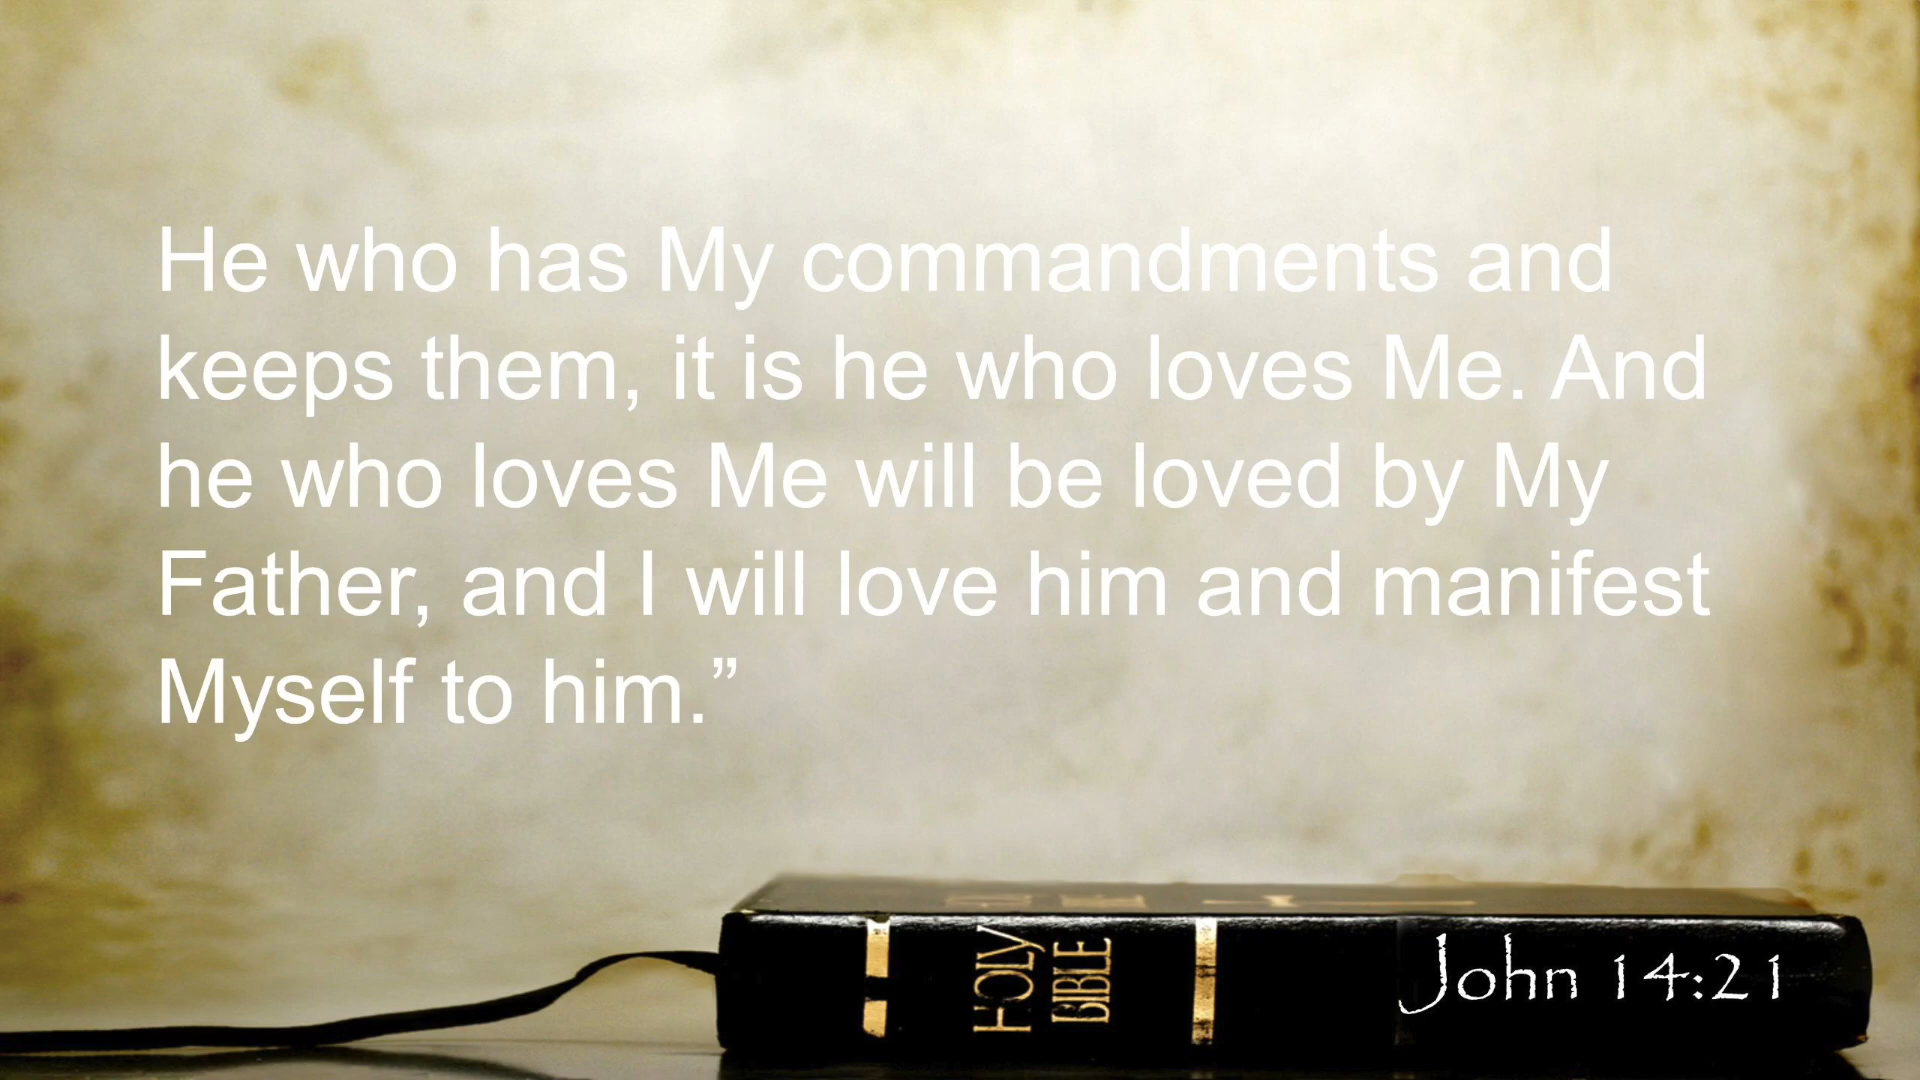 He who has My commandments and
keeps them, it is he who loves Me. And
he who loves Me will be loved by My
Father, and I will love him and manifest
Myself to him.”
HOLY
BIBLE
John 14:21